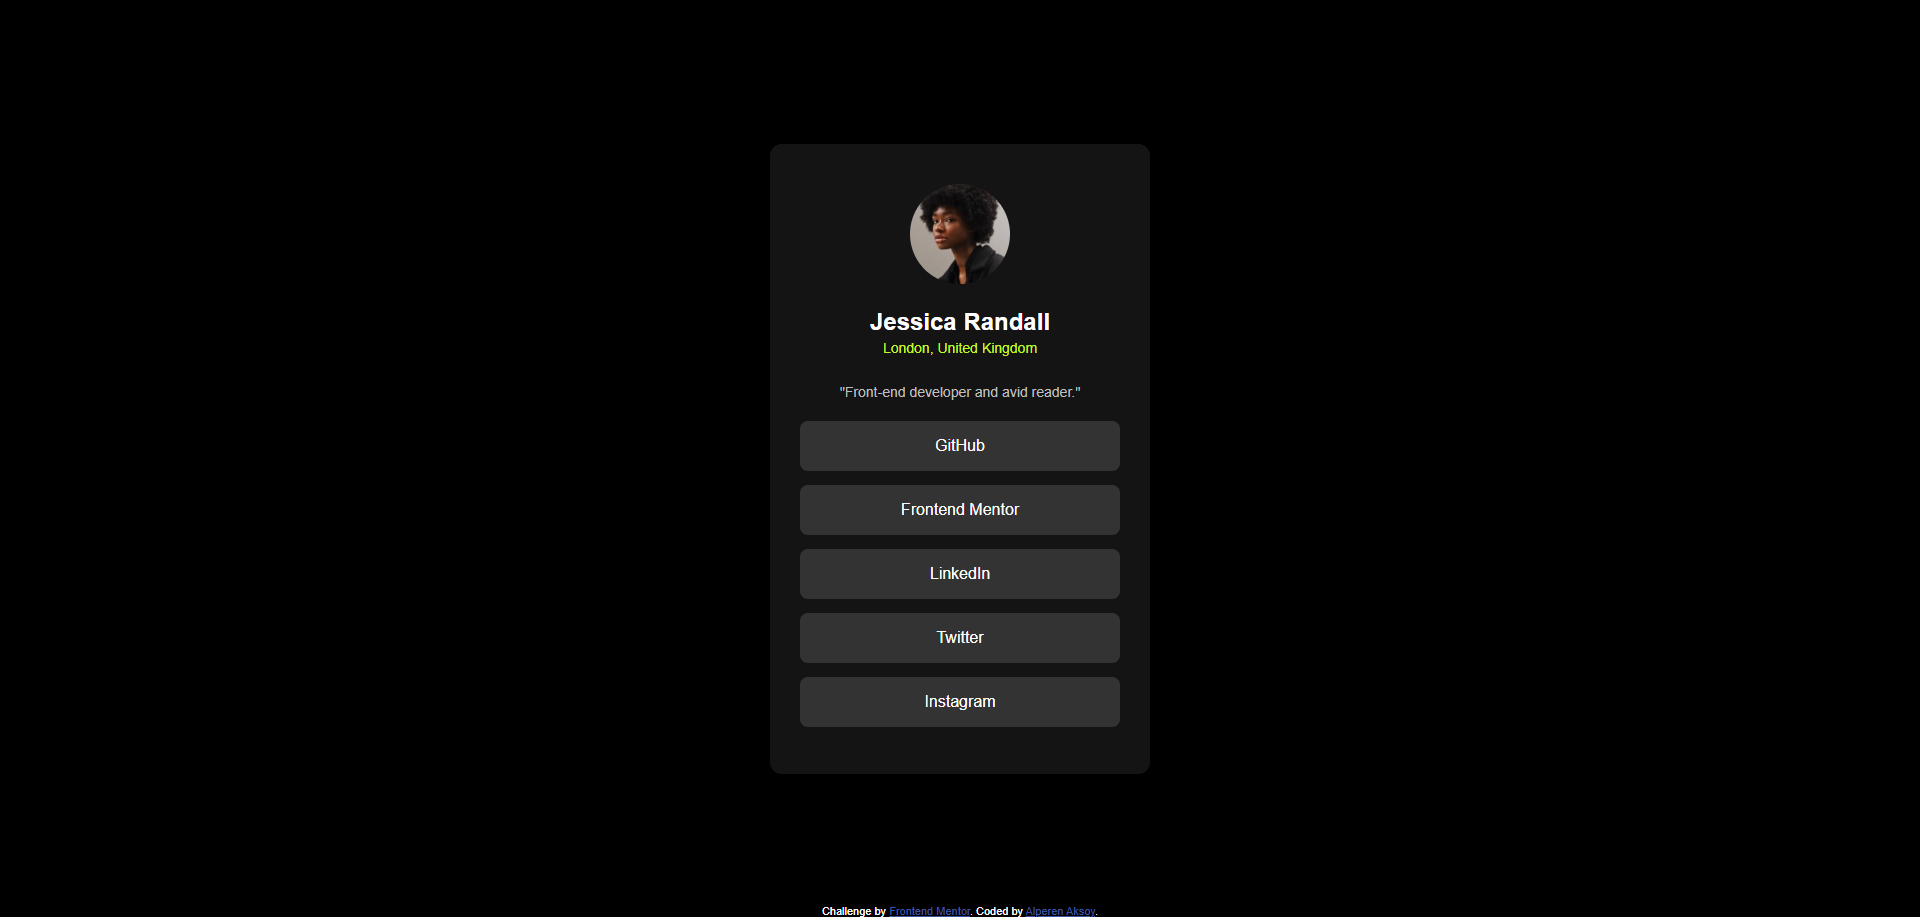 Jessica Randall
London, United Kingdom
"Front-end developer and avid reader."
GitHub
Frontend Mentor
LinkedIn
Twitter
Instagram
Challenge by Frontend Mentor. Coded by Alperen Aksoy.